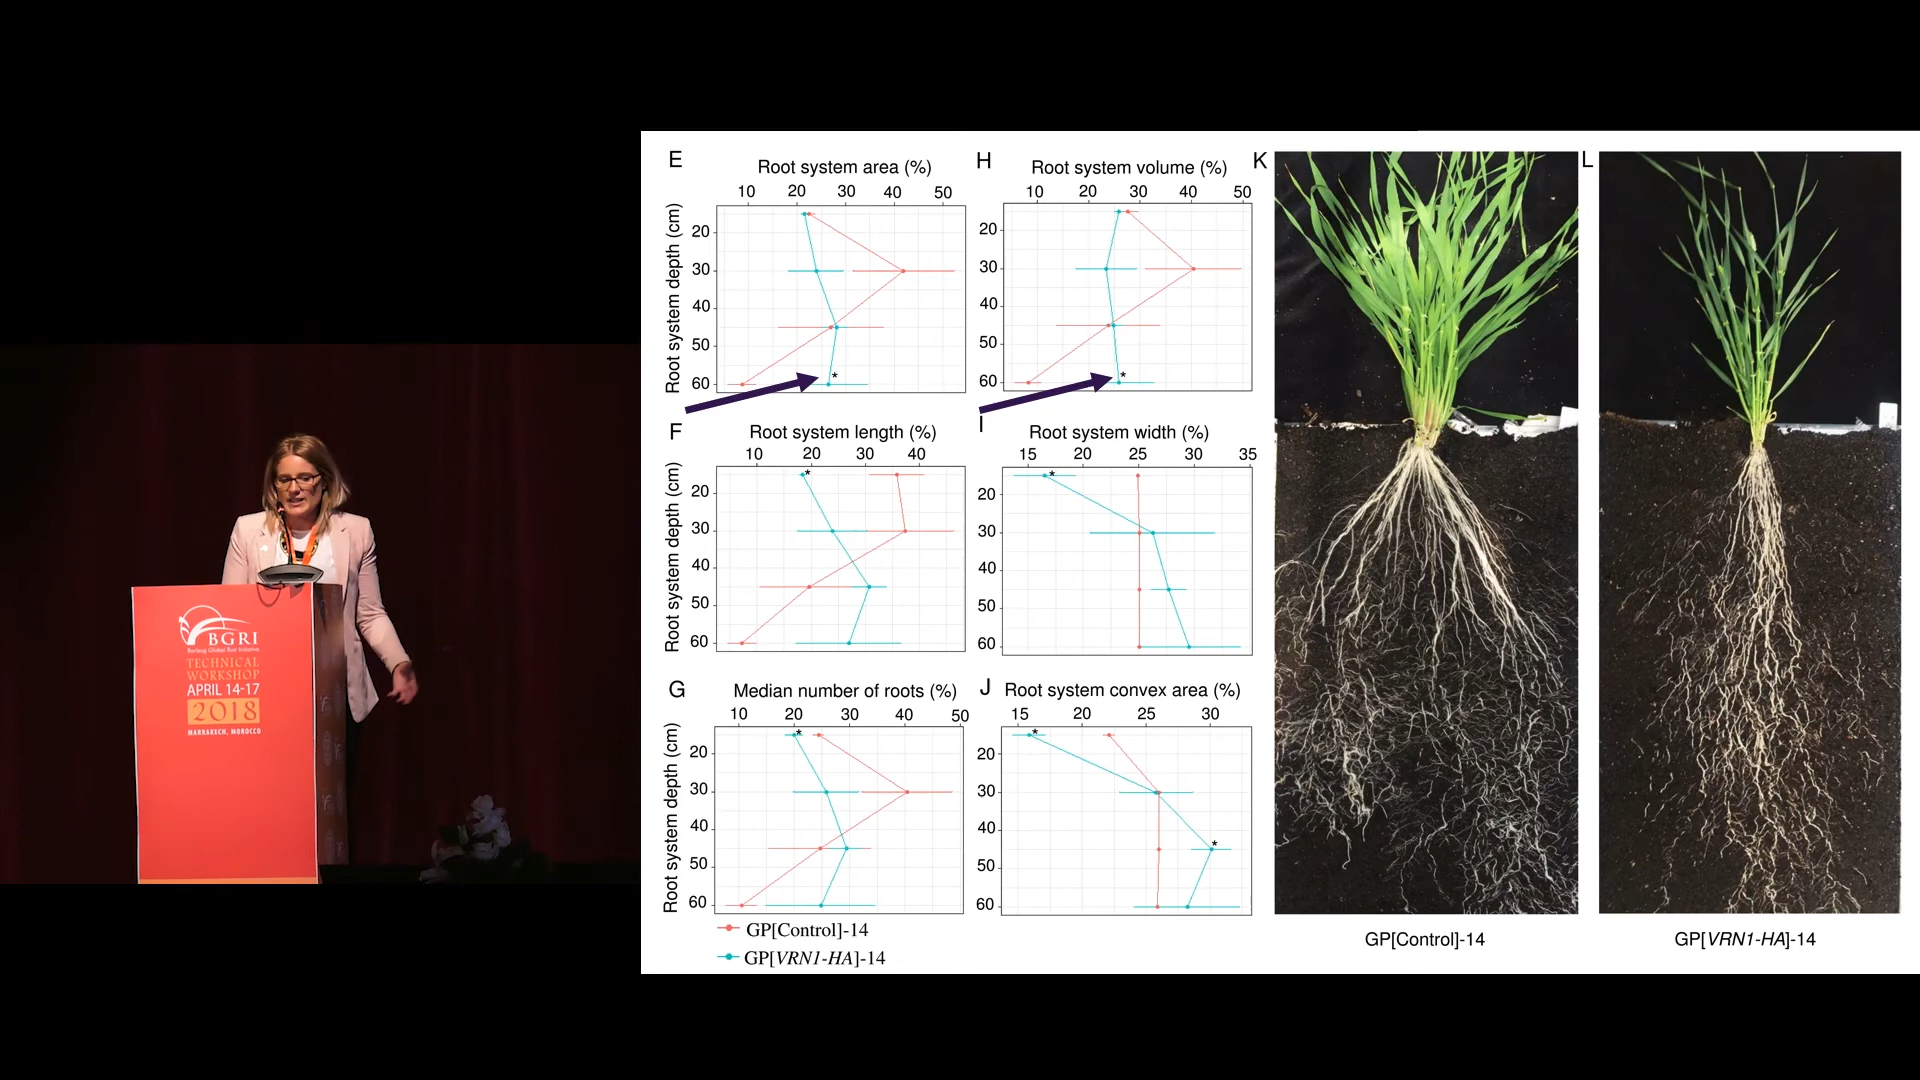 BGRI
Borlaug Global Rust Initiative
TECHNICAL
WORKSHOP
APRIL 14-17
2018
MARRAKECH, MOROCCO
E
Root system area (%)
10 20 30 40 50
Root system depth (cm)
20
30
40
50
60
*
H
Root system volume (%)
10 20 30 40 50
20
30
40
50
60
*
F
Root system length (%)
10 20 30 40
Root system depth (cm)
20
30
40
50
60
*
I
Root system width (%)
15 20 25 30 35
20
30
40
50
60
*
G
Median number of roots (%)
10 20 30 40 50
Root system depth (cm)
20
30
40
50
60
*
J
Root system convex area (%)
15 20 25 30
20
30
40
50
60
*
*
GP[Control]-14
GP[VRN1-HA]-14
K
GP[Control]-14
L
GP[VRN1-HA]-14